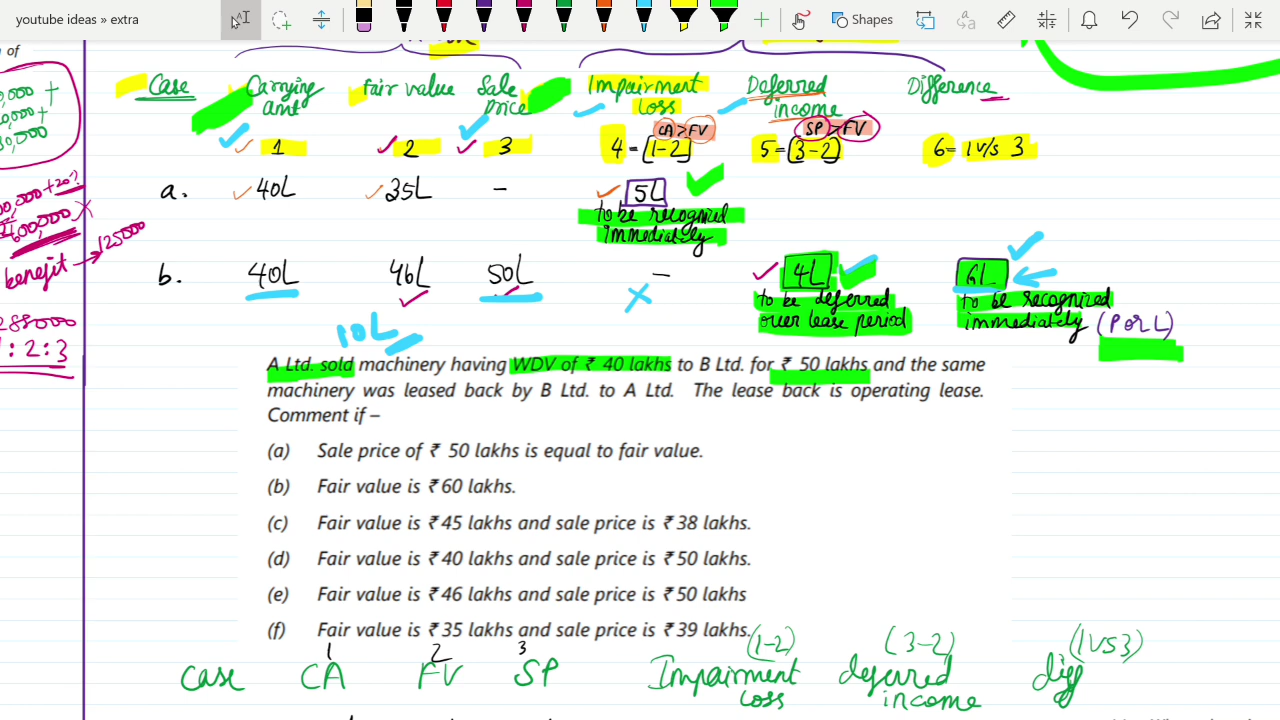 youtube ideas » extra
Shapes
of
Case Carrying amt fair value Sale price Impairment loss Deferred income Difference
CA>FV SP>FV
1 2 3 4 = [1-2] 5 = [3-2] 6 = 1 v/s 3
a. 40L 35L - 5L
to be recognized immediately
b. 40L 46L 50L - 4L 6L
to be deferred over lease period
to be recognized immediately (P or L)
10L
600,000
benefit → 125000
288000
1:2:3
A Ltd. sold machinery having WDV of ₹ 40 lakhs to B Ltd. for ₹ 50 lakhs and the same
machinery was leased back by B Ltd. to A Ltd. The lease back is operating lease.
Comment if –
(a) Sale price of ₹ 50 lakhs is equal to fair value.
(b) Fair value is ₹ 60 lakhs.
(c) Fair value is ₹ 45 lakhs and sale price is ₹ 38 lakhs.
(d) Fair value is ₹ 40 lakhs and sale price is ₹ 50 lakhs.
(e) Fair value is ₹ 46 lakhs and sale price is ₹ 50 lakhs
(f) Fair value is ₹ 35 lakhs and sale price is ₹ 39 lakhs.
1 2 3 (1-2) (3-2) (1 vs 3)
Case CA FV SP Impairment loss deferred income diff